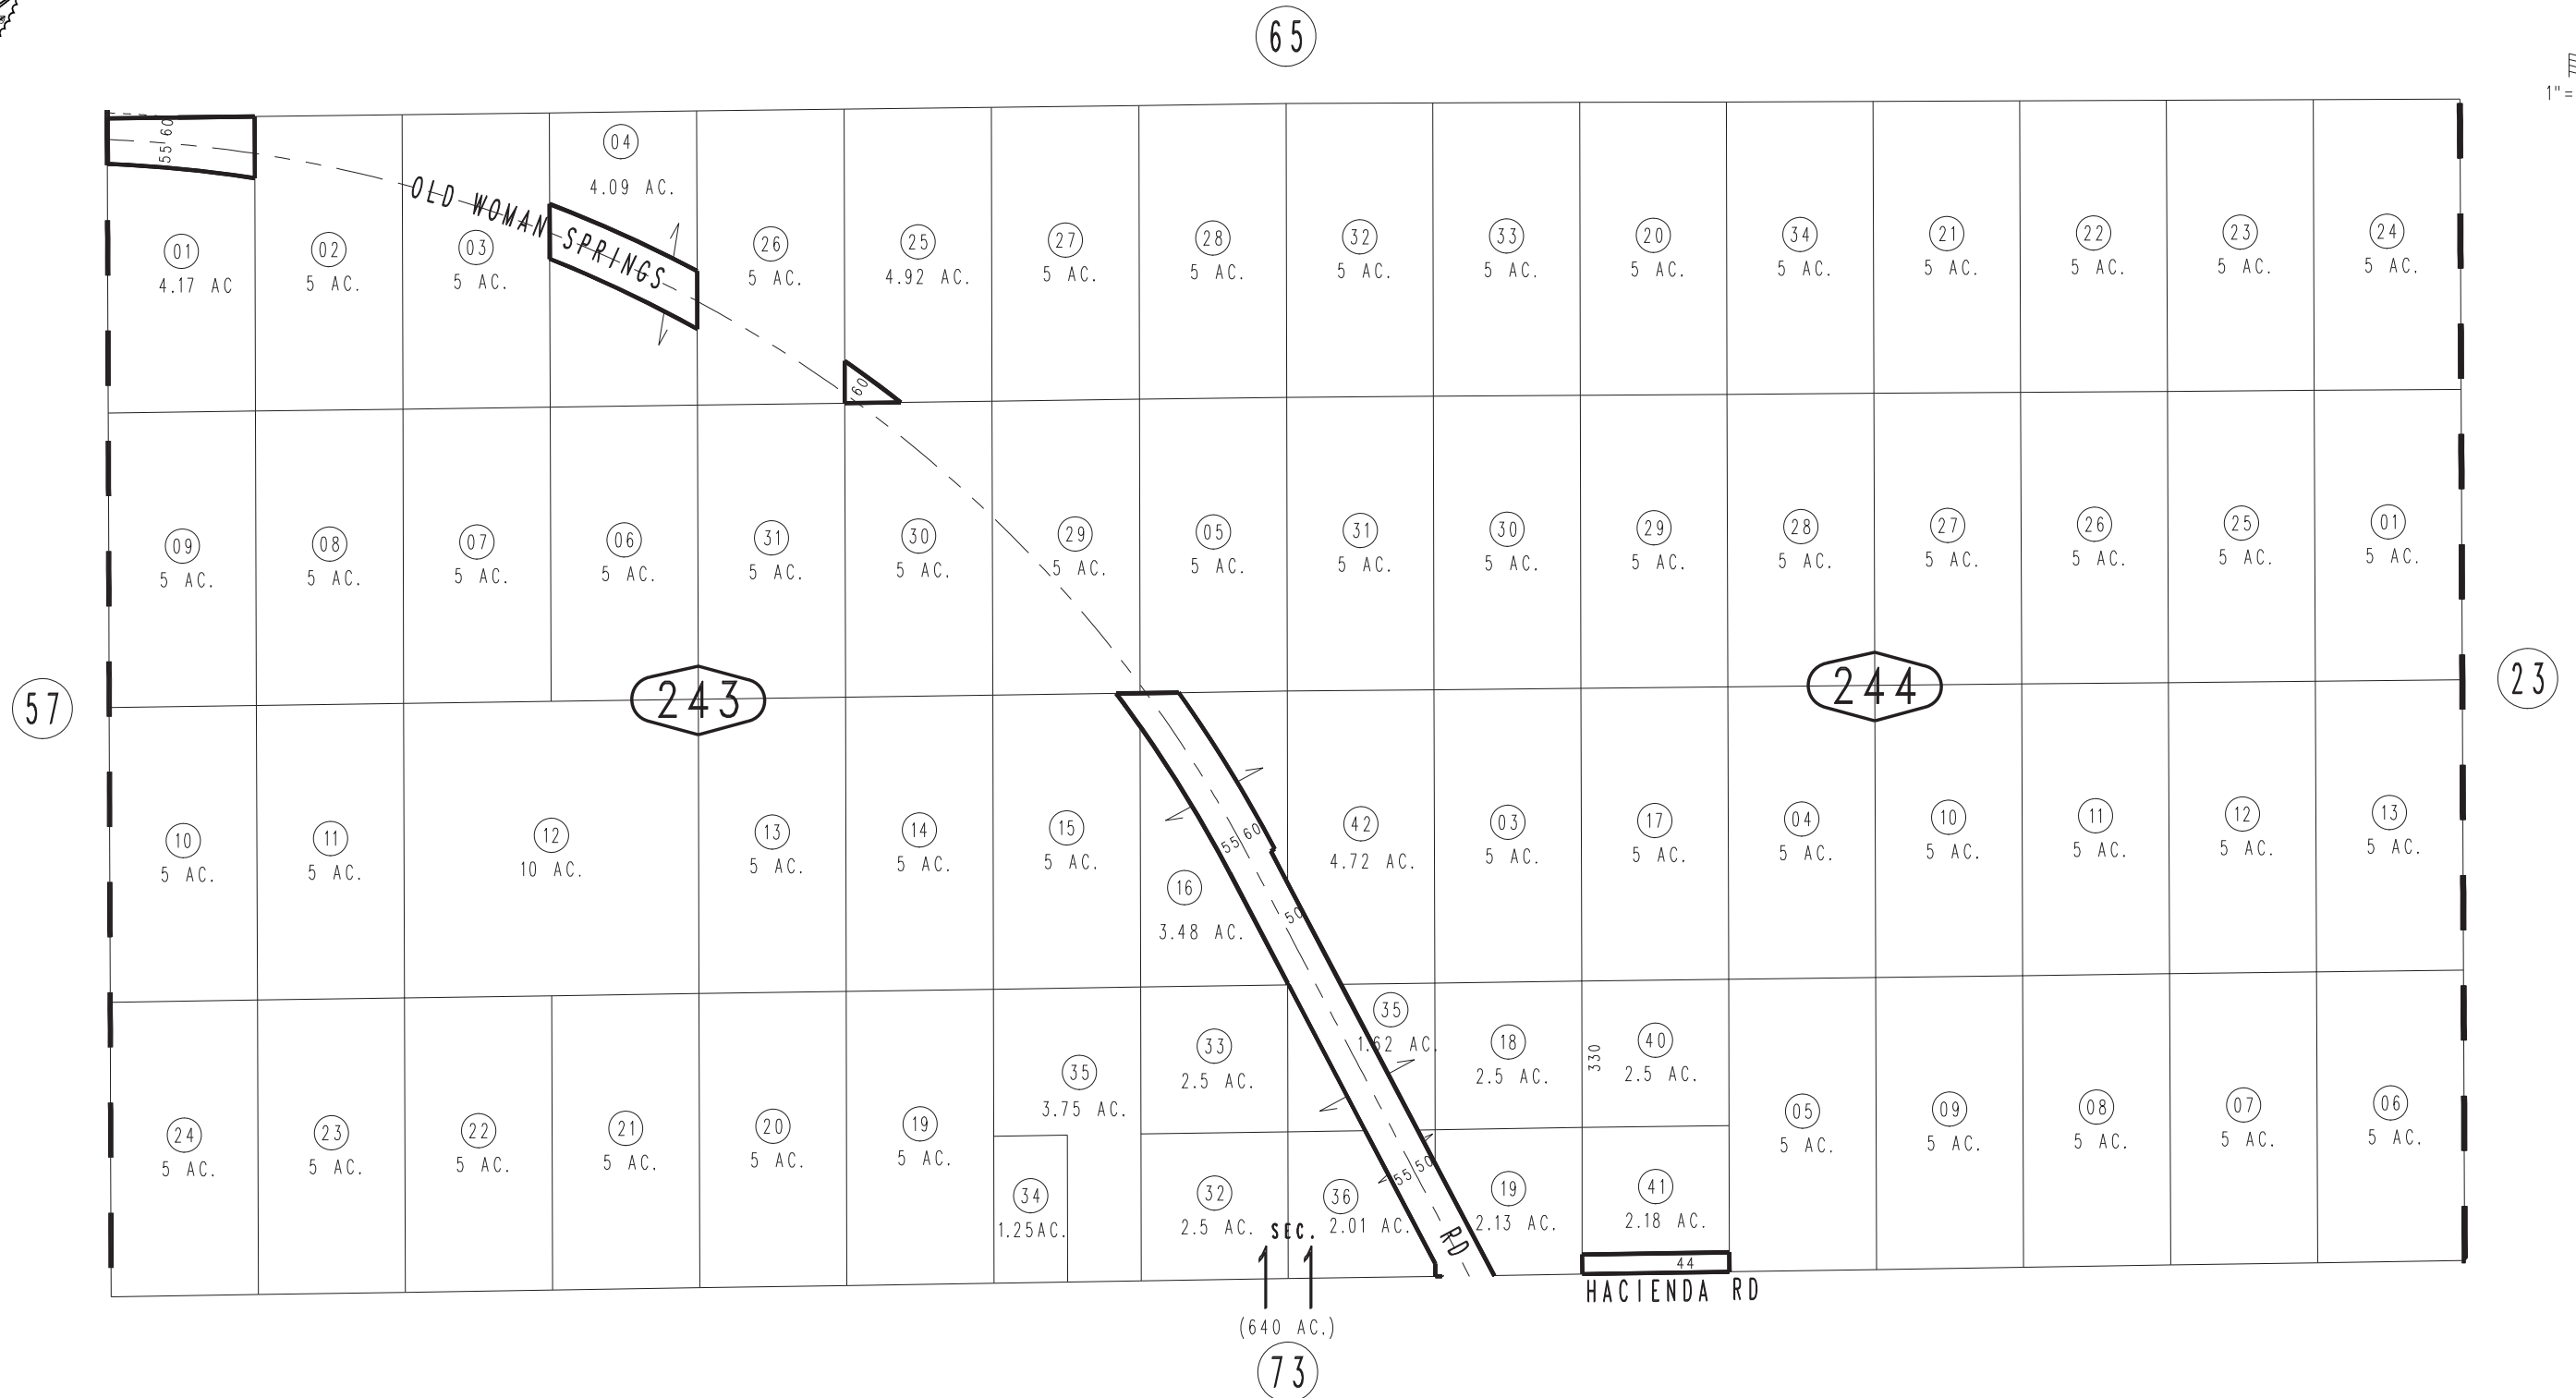 65
1"=
60
55
04
4.09 AC.
OLD WOMAN SPRINGS
01
4.17 AC
02
5 AC.
03
5 AC.
26
5 AC.
25
4.92 AC.
27
5 AC.
28
5 AC.
32
5 AC.
33
5 AC.
20
5 AC.
34
5 AC.
21
5 AC.
22
5 AC.
23
5 AC.
24
5 AC.
60
09
5 AC.
08
5 AC.
07
5 AC.
06
5 AC.
31
5 AC.
30
5 AC.
29
5 AC.
05
5 AC.
31
5 AC.
30
5 AC.
29
5 AC.
28
5 AC.
27
5 AC.
26
5 AC.
25
5 AC.
01
5 AC.
57
243
244
23
10
5 AC.
11
5 AC.
12
10 AC.
13
5 AC.
14
5 AC.
15
5 AC.
16
3.48 AC.
55 60
50
42
4.72 AC.
03
5 AC.
17
5 AC.
04
5 AC.
10
5 AC.
11
5 AC.
12
5 AC.
13
5 AC.
24
5 AC.
23
5 AC.
22
5 AC.
21
5 AC.
20
5 AC.
19
5 AC.
35
3.75 AC.
34
1.25AC.
33
2.5 AC.
32
2.5 AC.
35
1.62 AC.
36
2.01 AC.
55 50
RD
18
2.5 AC.
19
2.13 AC.
330
40
2.5 AC.
41
2.18 AC.
44
05
5 AC.
09
5 AC.
08
5 AC.
07
5 AC.
06
5 AC.
HACIENDA RD
SEC.
11
(640 AC.)
73